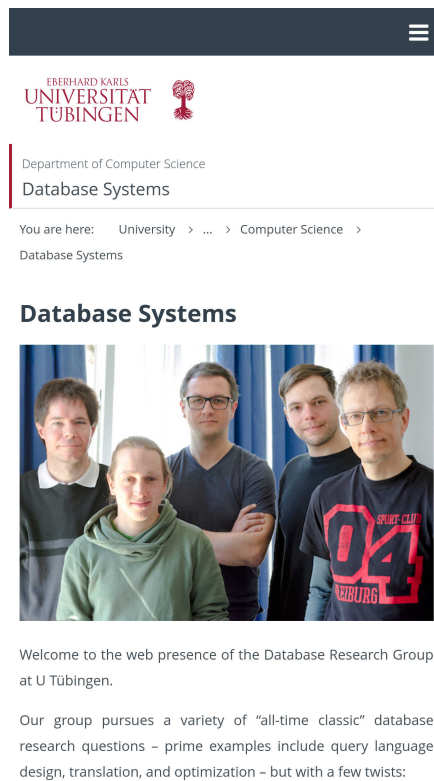 EBERHARD KARLS
UNIVERSITÄT
TÜBINGEN
Department of Computer Science
Database Systems
You are here: University > ... > Computer Science >
Database Systems
Database Systems
SPORT-CLUB
04
REIBURG
Welcome to the web presence of the Database Research Group
at U Tübingen.
Our group pursues a variety of “all-time classic” database
research questions – prime examples include query language
design, translation, and optimization – but with a few twists: